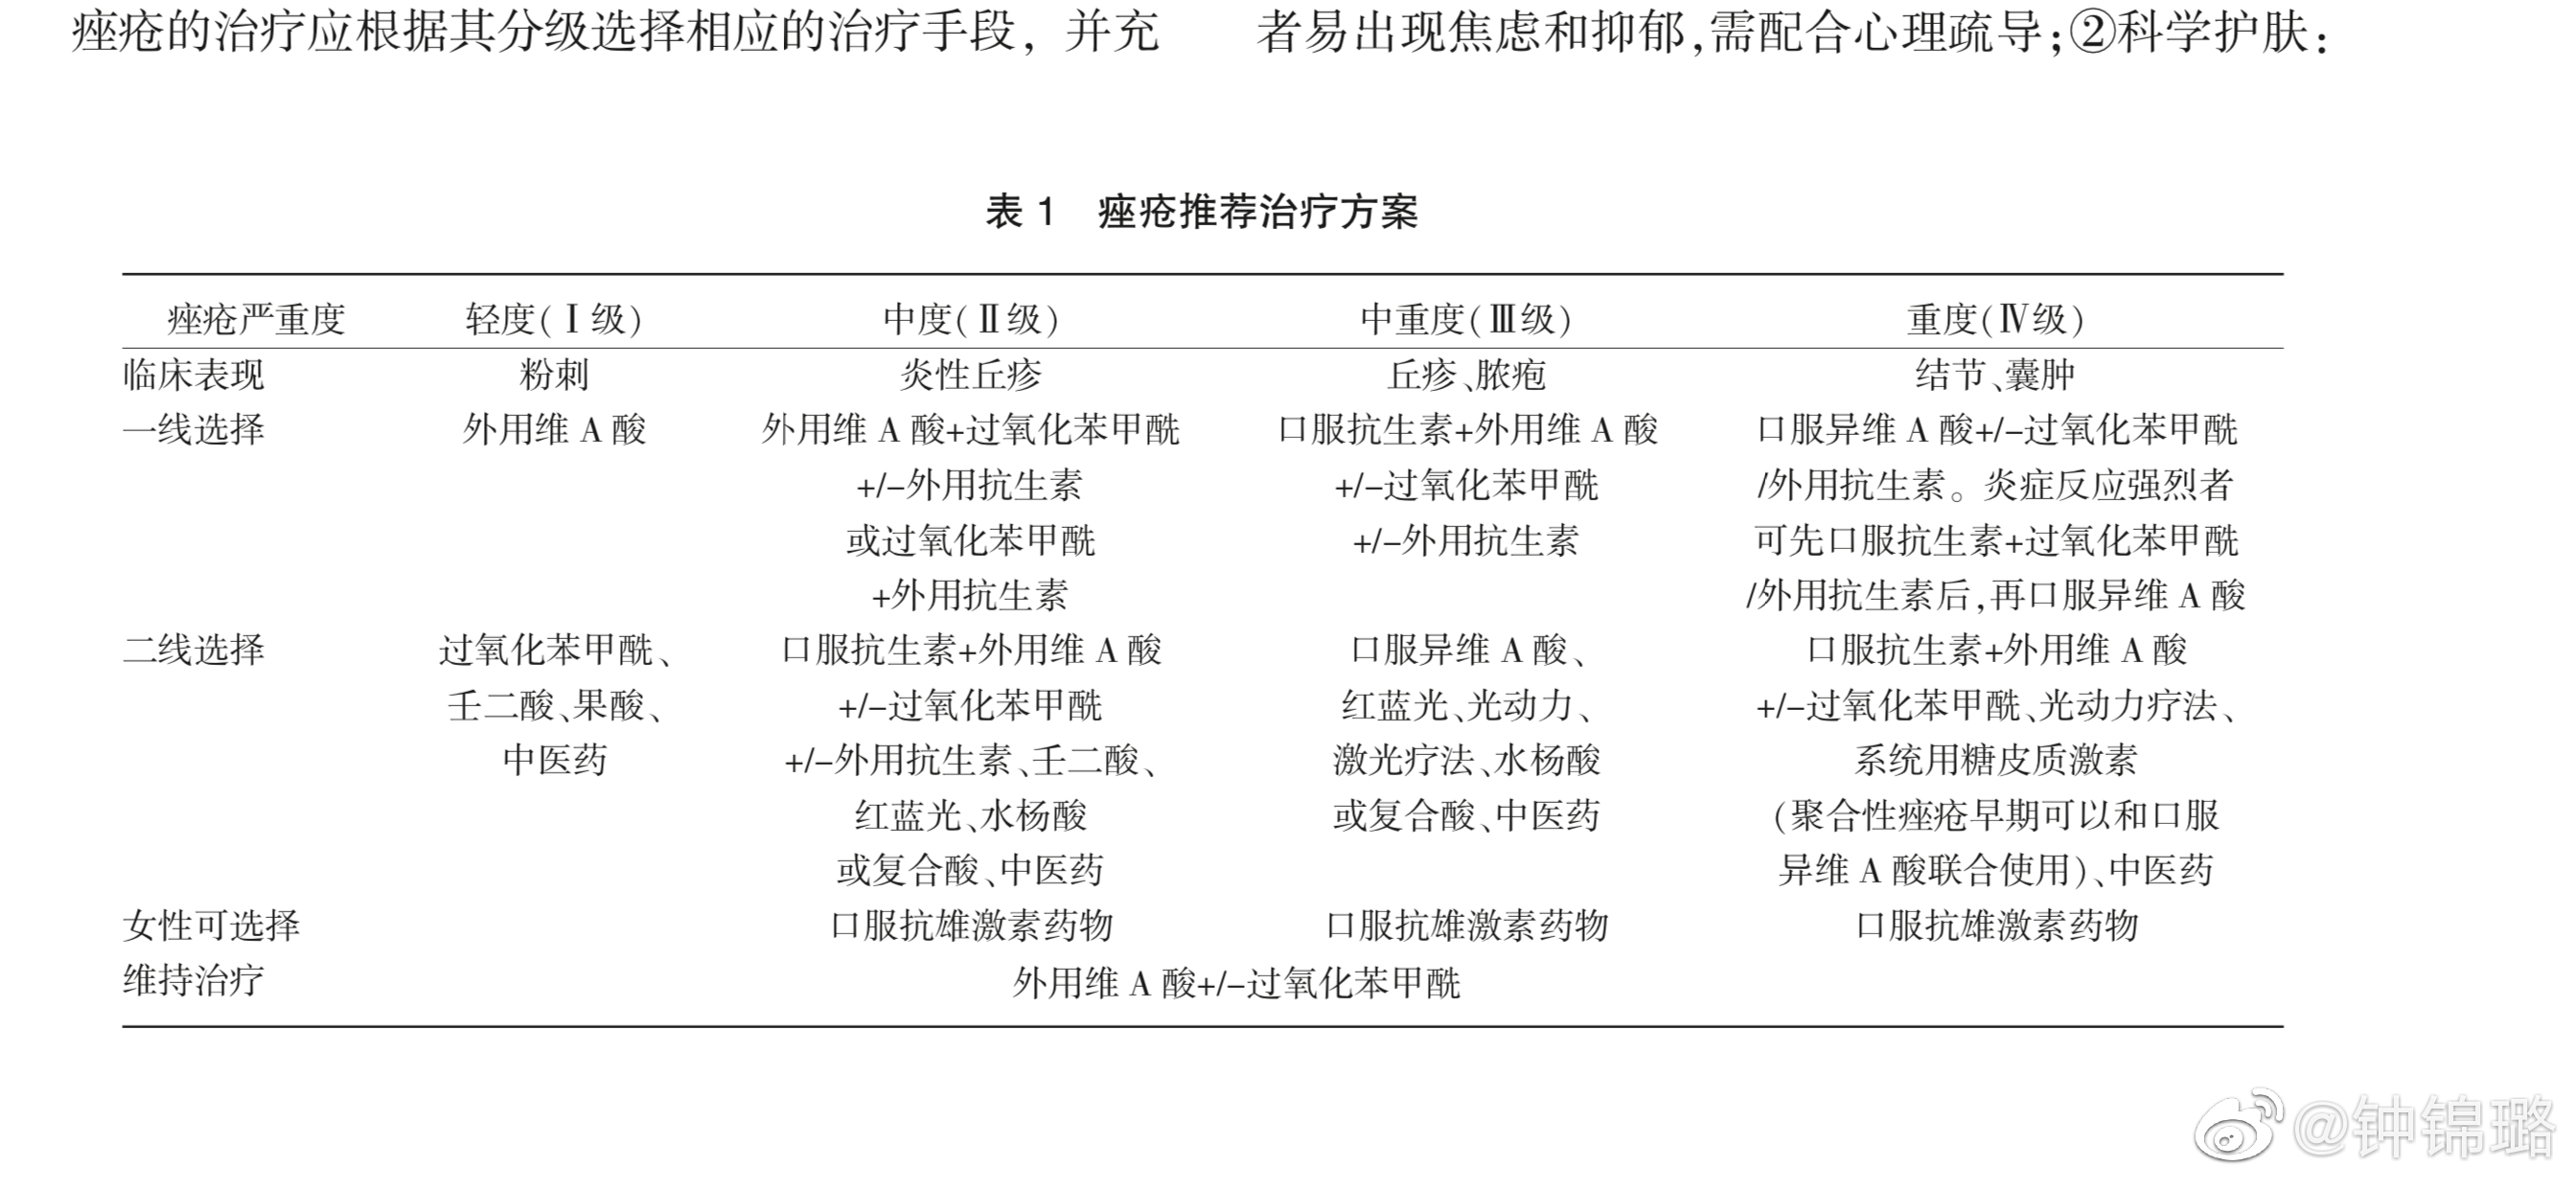 痤疮的治疗应根据其分级选择相应的治疗手段，并充
者易出现焦虑和抑郁,需配合心理疏导;②科学护肤:
表 1 痤疮推荐治疗方案
痤疮严重度 轻度(Ⅰ级) 中度(Ⅱ级) 中重度(Ⅲ级) 重度(Ⅳ级)
临床表现 粉刺 炎性丘疹 丘疹、脓疱 结节、囊肿
一线选择 外用维 A 酸 外用维 A 酸+过氧化苯甲酰 口服抗生素+外用维 A 酸 口服异维 A 酸+/-过氧化苯甲酰
+/-外用抗生素 +/-过氧化苯甲酰 /外用抗生素。炎症反应强烈者
或过氧化苯甲酰 +/-外用抗生素 可先口服抗生素+过氧化苯甲酰
+外用抗生素 /外用抗生素后,再口服异维 A 酸
二线选择 过氧化苯甲酰、 口服抗生素+外用维 A 酸 口服异维 A 酸、 口服抗生素+外用维 A 酸
壬二酸、果酸、 +/-过氧化苯甲酰 红蓝光、光动力、 +/-过氧化苯甲酰、光动力疗法、
中医药 +/-外用抗生素、壬二酸、 激光疗法、水杨酸 系统用糖皮质激素
红蓝光、水杨酸 或复合酸、中医药 (聚合性痤疮早期可以和口服
或复合酸、中医药 异维 A 酸联合使用)、中医药
女性可选择 口服抗雄激素药物 口服抗雄激素药物 口服抗雄激素药物
维持治疗 外用维 A 酸+/-过氧化苯甲酰
@钟锦璐